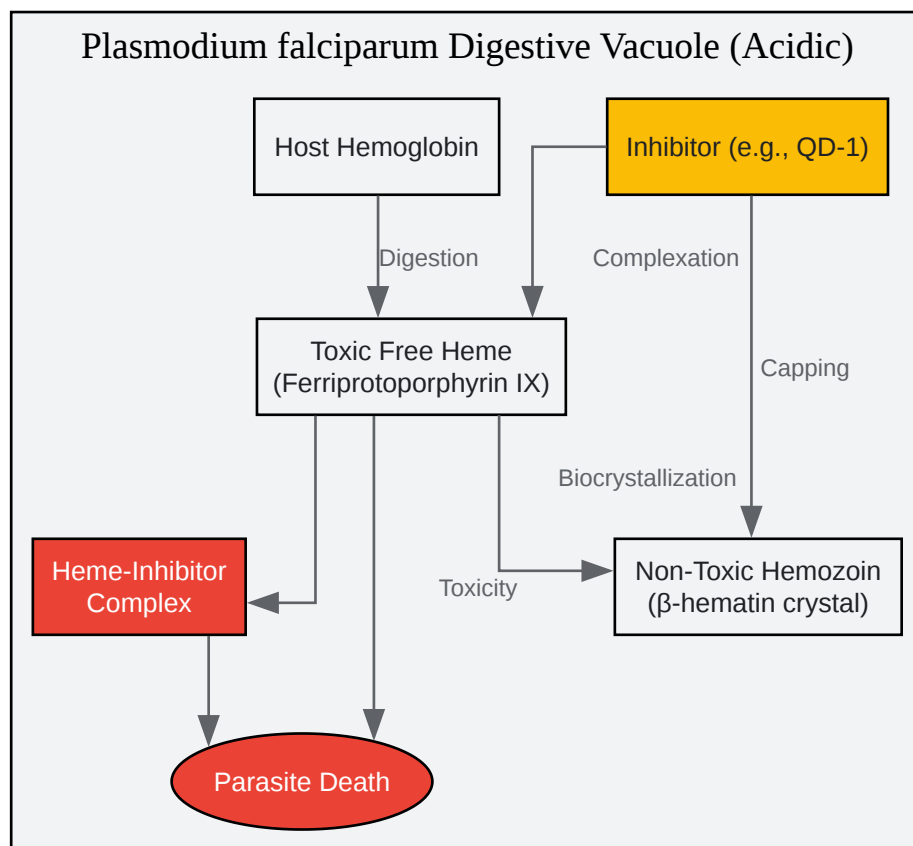 Plasmodium falciparum Digestive Vacuole (Acidic)
Host Hemoglobin
Inhibitor (e.g., QD-1)
Digestion
Complexation
Toxic Free Heme
(Ferriprotoporphyrin IX)
Capping
Biocrystallization
Heme-Inhibitor
Complex
Toxicity
Non-Toxic Hemozoin
(β-hematin crystal)
Parasite Death